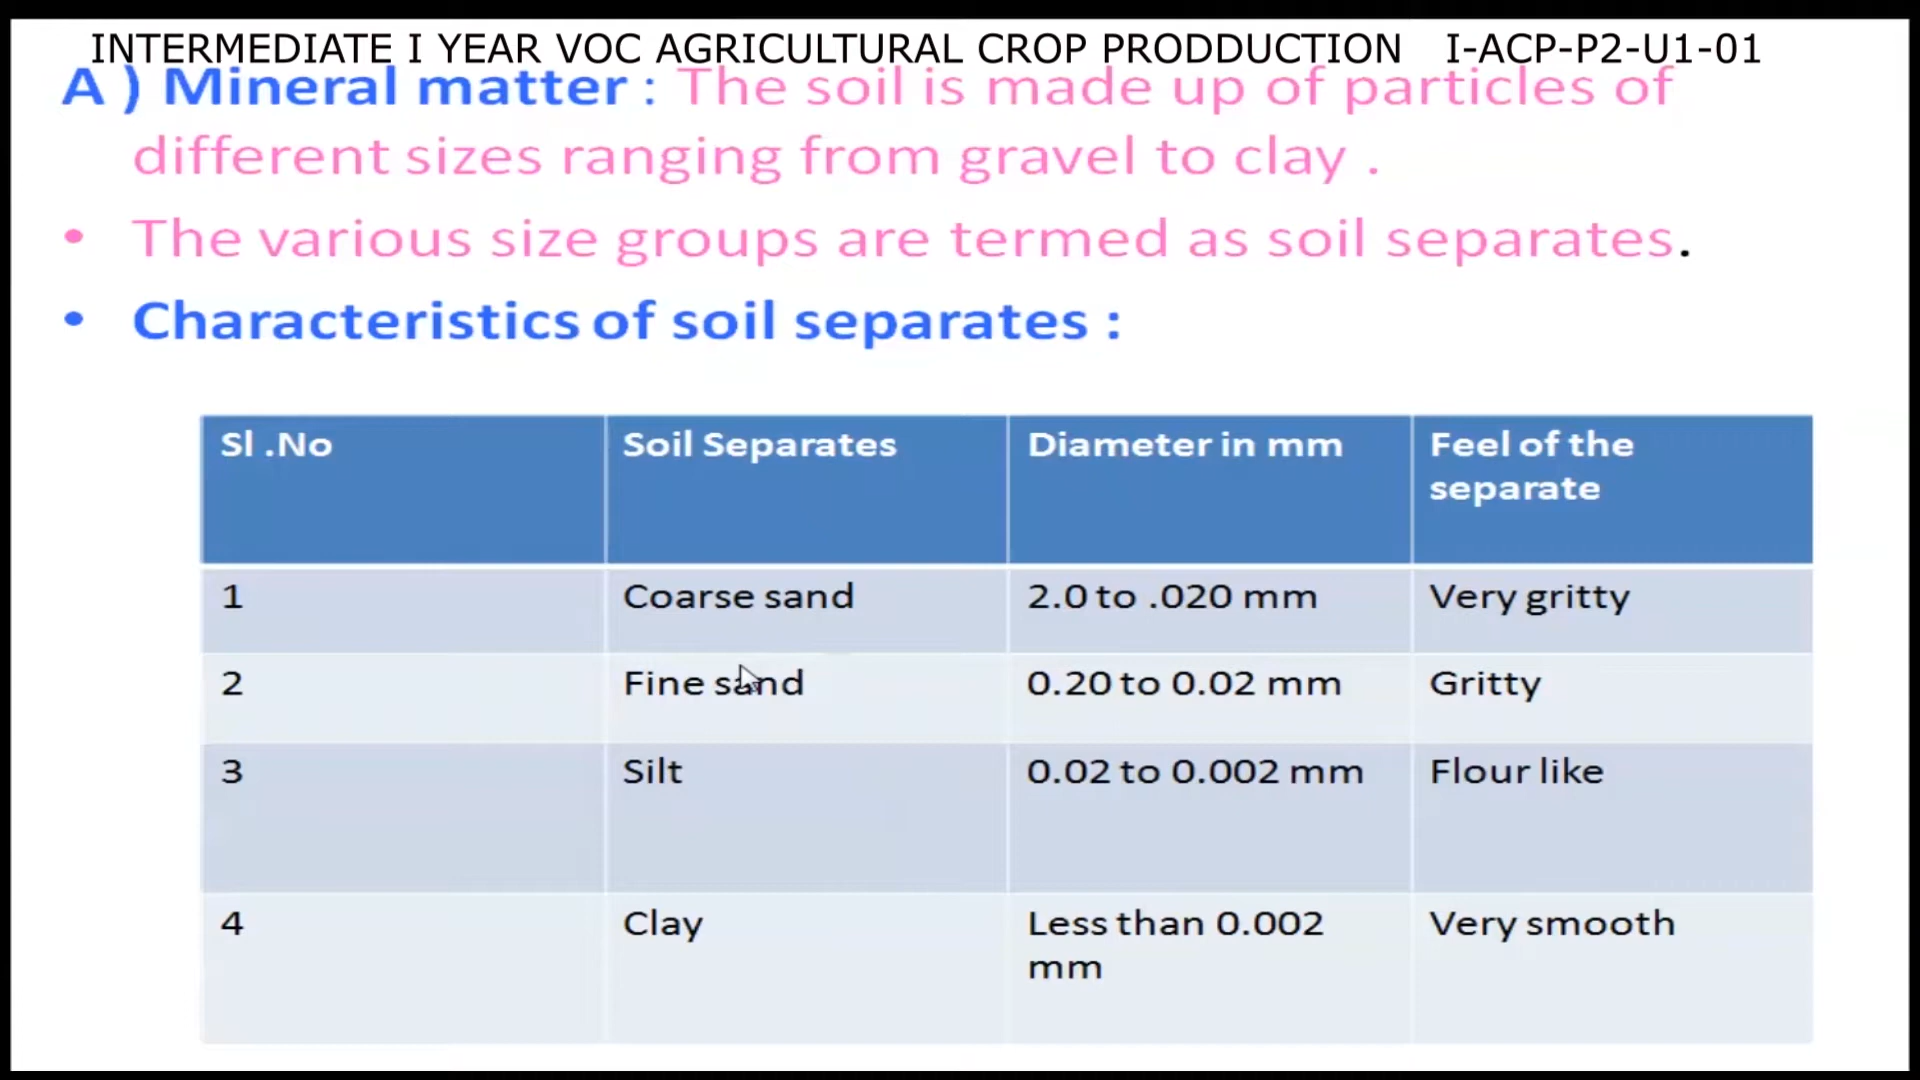 INTERMEDIATE I YEAR VOC AGRICULTURAL CROP PRODDUCTION I-ACP-P2-U1-01
A ) Mineral matter : The soil is made up of particles of
different sizes ranging from gravel to clay .
• The various size groups are termed as soil separates.
• Characteristics of soil separates :
Sl .No Soil Separates Diameter in mm Feel of the
separate
1 Coarse sand 2.0 to .020 mm Very gritty
2 Fine sand 0.20 to 0.02 mm Gritty
3 Silt 0.02 to 0.002 mm Flour like
4 Clay Less than 0.002 Very smooth
mm